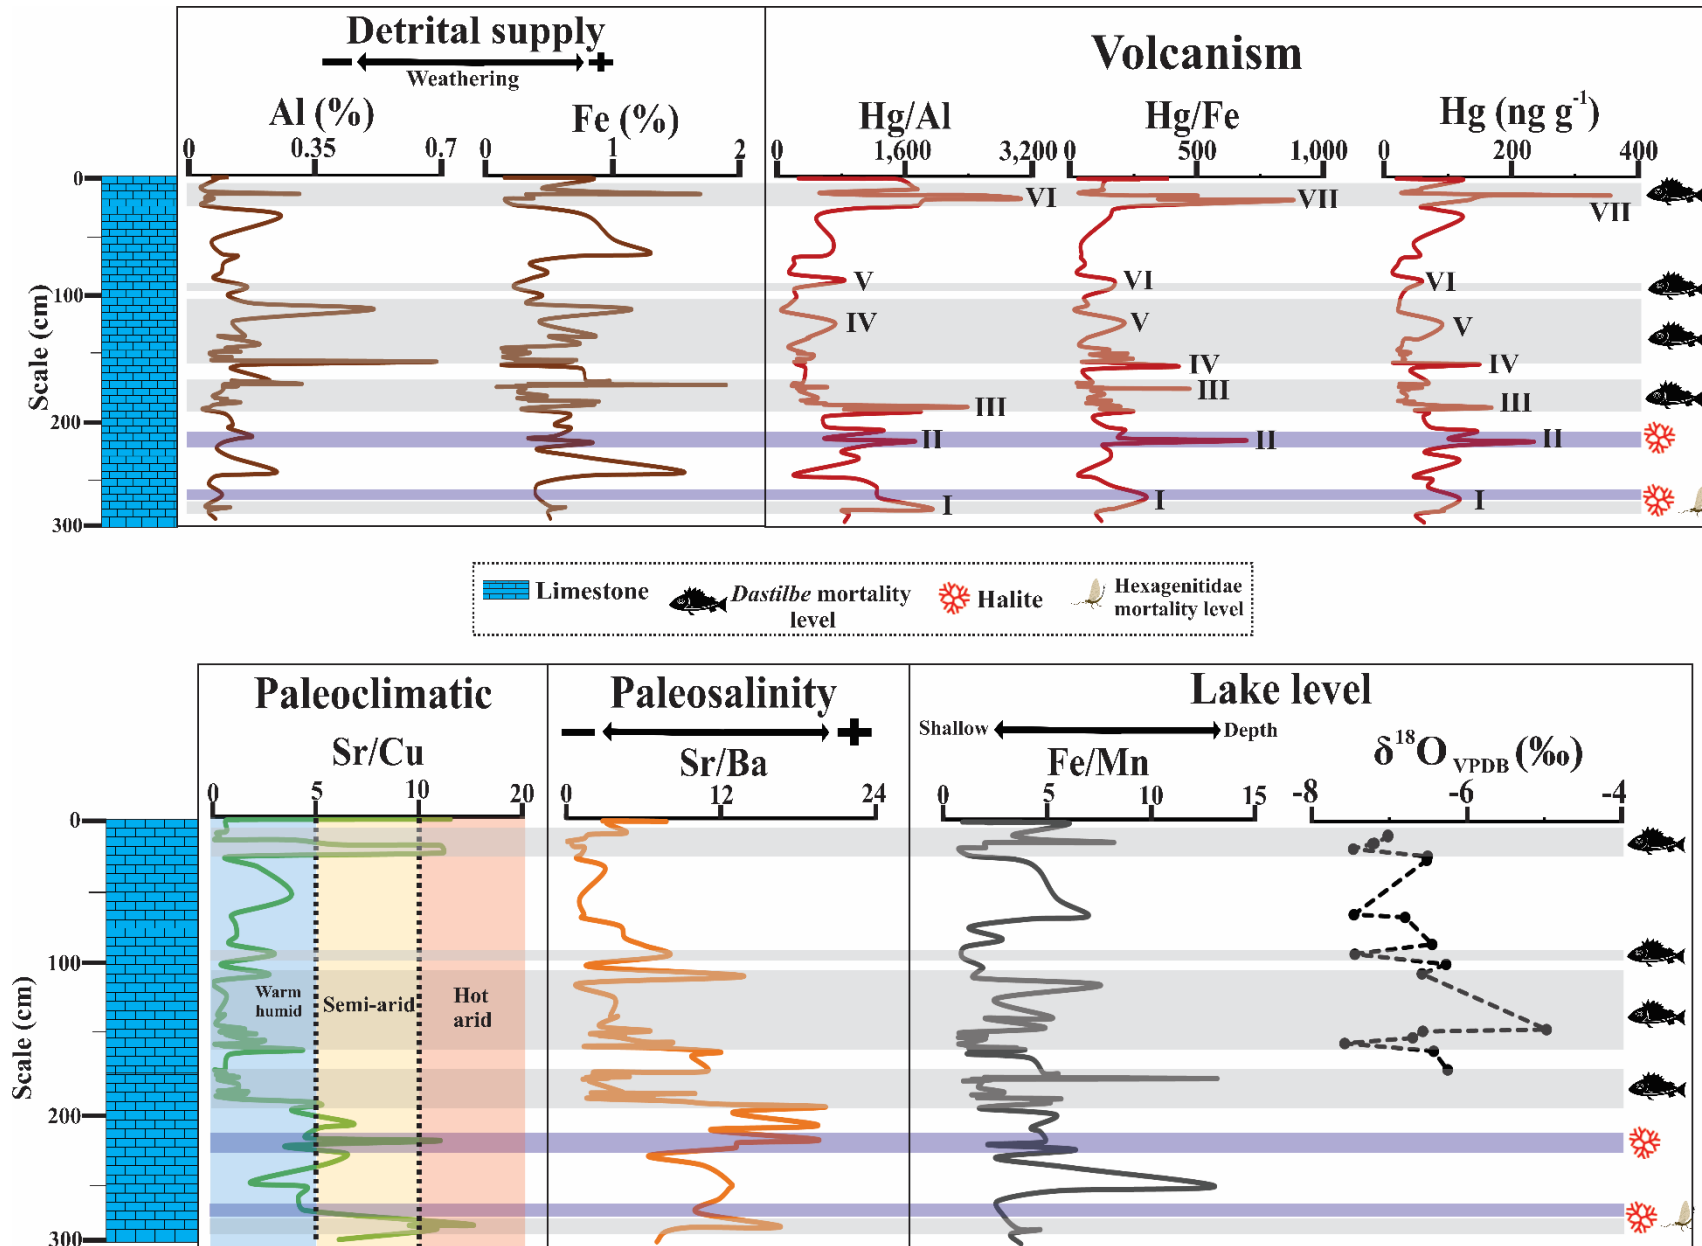 Detrital supply
Weathering
Al (%)
Fe (%)
0 0.35 0.7
0 1 2
Volcanism
Hg/Al
Hg/Fe
Hg (ng g⁻¹)
0 1,600 3,200
0 500 1,000
0 200 400
Scale (cm)
0
100
200
300
VI
V
IV
III
II
I
VII
VI
V
IV
III
II
I
VII
VI
V
IV
III
II
I
Limestone
Dastilbe mortality
level
Halite
Hexagenitidae
mortality level
Paleoclimatic
Sr/Cu
0 5 10 20
Paleosalinity
− +
Sr/Ba
0 12 24
Lake level
Shallow Depth
Fe/Mn
0 5 10 15
δ¹⁸O VPDB (‰)
-8 -6 -4
Scale (cm)
0
100
200
300
Warm
humid
Semi-arid
Hot
arid